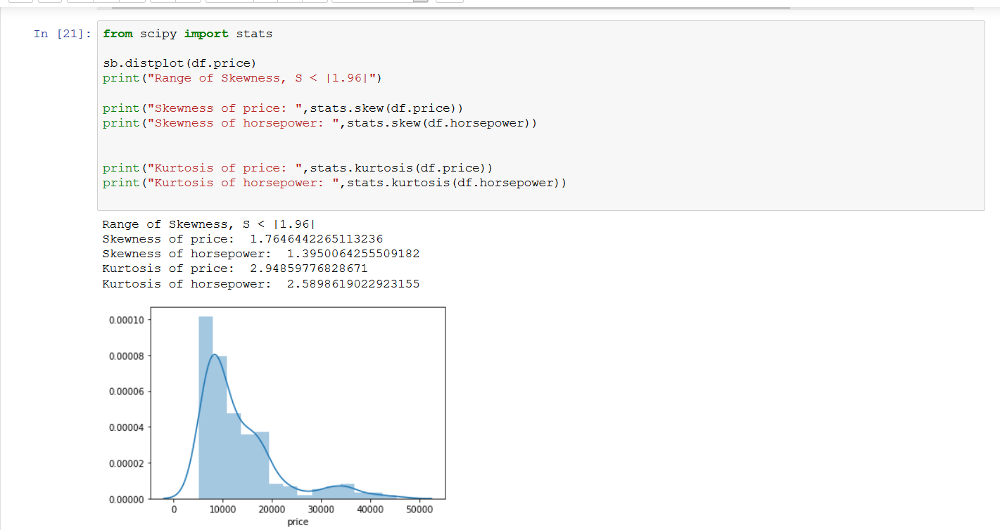 In [21]:
from scipy import stats
sb.distplot(df.price)
print("Range of Skewness, S < |1.96|")
print("Skewness of price: ",stats.skew(df.price))
print("Skewness of horsepower: ",stats.skew(df.horsepower))
print("Kurtosis of price: ",stats.kurtosis(df.price))
print("Kurtosis of horsepower: ",stats.kurtosis(df.horsepower))
Range of Skewness, S < |1.96|
Skewness of price:  1.7646442265113236
Skewness of horsepower:  1.3950064255509182
Kurtosis of price:  2.94859776828671
Kurtosis of horsepower:  2.5898619022923155
0.00010
0.00008
0.00006
0.00004
0.00002
0.00000
0 10000 20000 30000 40000 50000
price